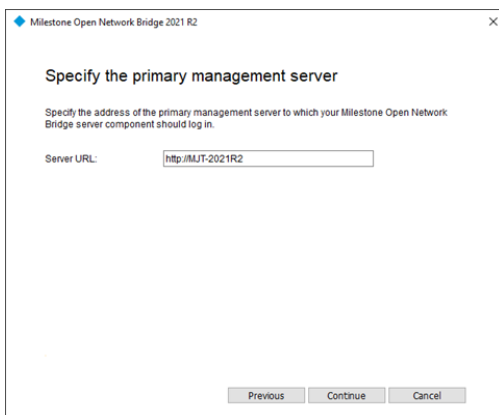 Milestone Open Network Bridge 2021 R2
Specify the primary management server
Specify the address of the primary management server to which your Milestone Open Network
Bridge server component should log in.
Server URL: http://MJT-2021R2
Previous Continue Cancel